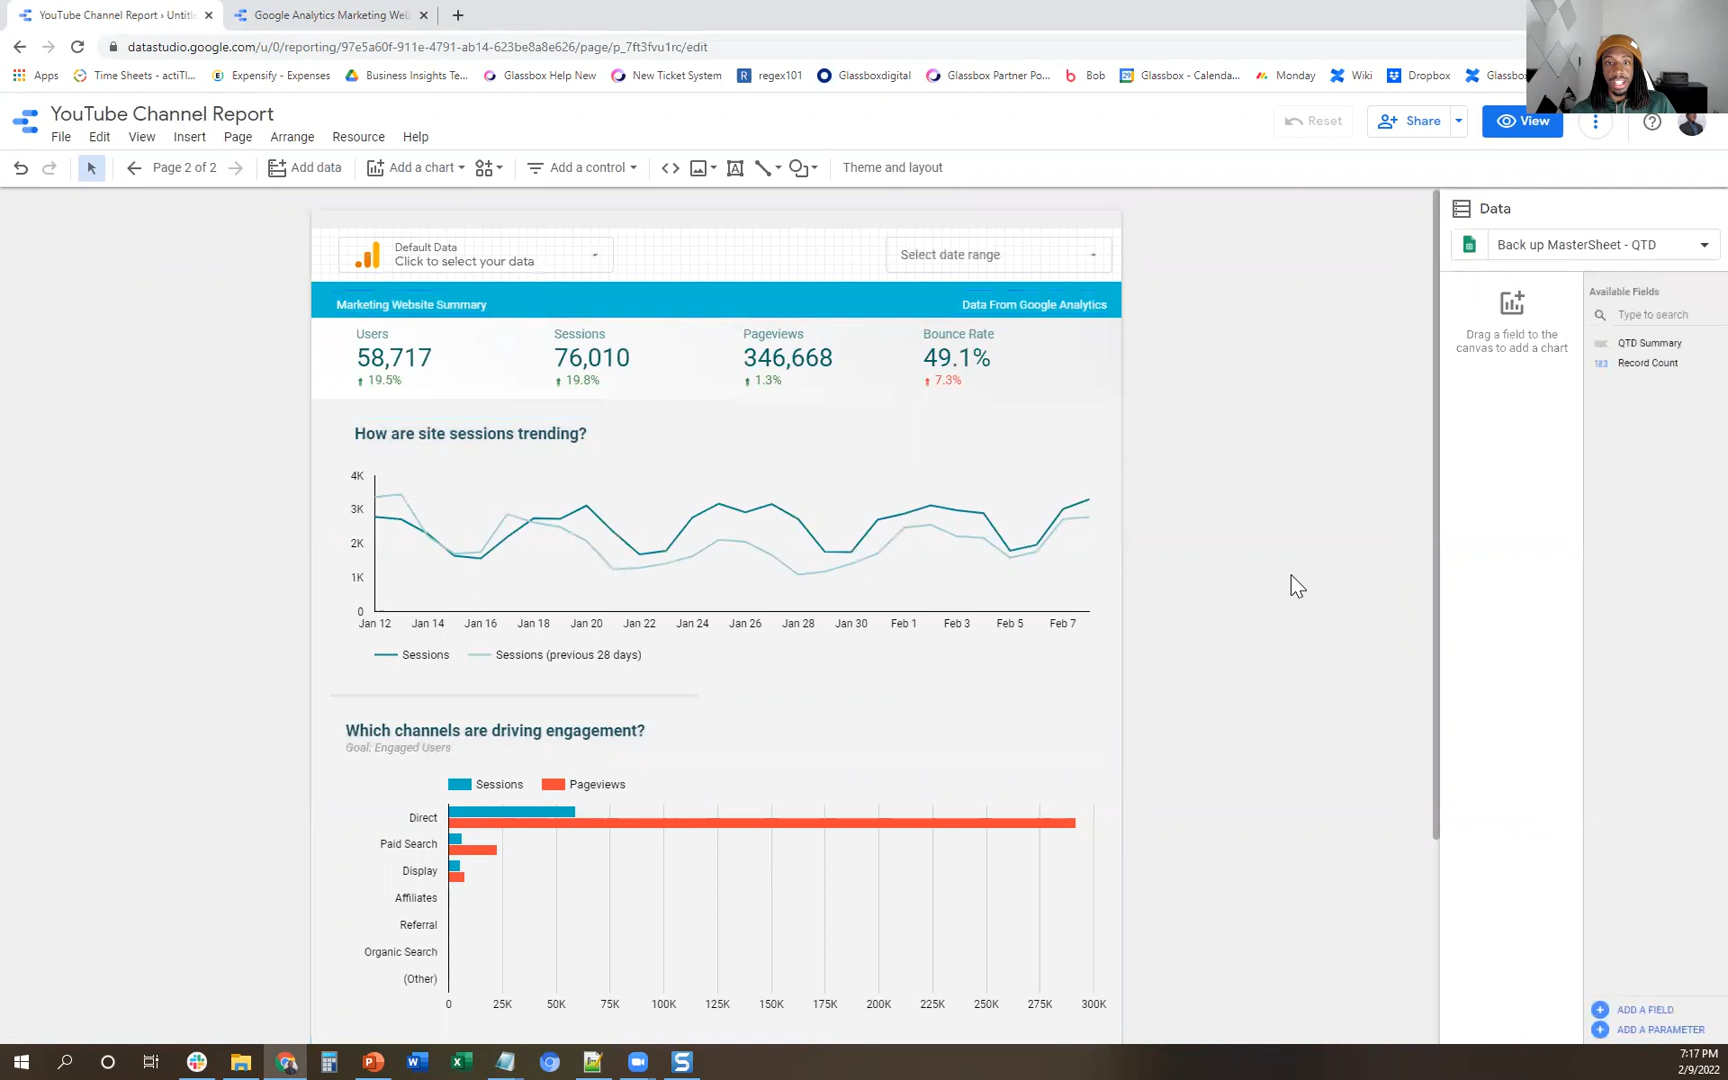 YouTube Channel Report › Untitl
Google Analytics Marketing Web
datastudio.google.com/u/0/reporting/97e5a60f-911e-4791-ab14-623be8a8e626/page/p_7ft3fvu1rc/edit
Apps Time Sheets - actiTI... Expensify - Expenses Business Insights Te... Glassbox Help New New Ticket System regex101 Glassboxdigital Glassbox Partner Po... Bob Glassbox - Calenda... Monday Wiki Dropbox Glassbo
YouTube Channel Report
Reset Share View
File Edit View Insert Page Arrange Resource Help
Page 2 of 2 Add data Add a chart Add a control Theme and layout
Data
Back up MasterSheet - QTD
Drag a field to the
canvas to add a chart
Available Fields
Type to search
QTD Summary
123 Record Count
Default Data
Click to select your data
Select date range
Marketing Website Summary Data From Google Analytics
Users Sessions Pageviews Bounce Rate
58,717 76,010 346,668 49.1%
19.5% 19.8% 1.3% 7.3%
How are site sessions trending?
4K
3K
2K
1K
0
Jan 12 Jan 14 Jan 16 Jan 18 Jan 20 Jan 22 Jan 24 Jan 26 Jan 28 Jan 30 Feb 1 Feb 3 Feb 5 Feb 7
Sessions Sessions (previous 28 days)
Which channels are driving engagement?
Goal: Engaged Users
Sessions Pageviews
Direct
Paid Search
Display
Affiliates
Referral
Organic Search
(Other)
0 25K 50K 75K 100K 125K 150K 175K 200K 225K 250K 275K 300K
ADD A FIELD
ADD A PARAMETER
7:17 PM
2/9/2022